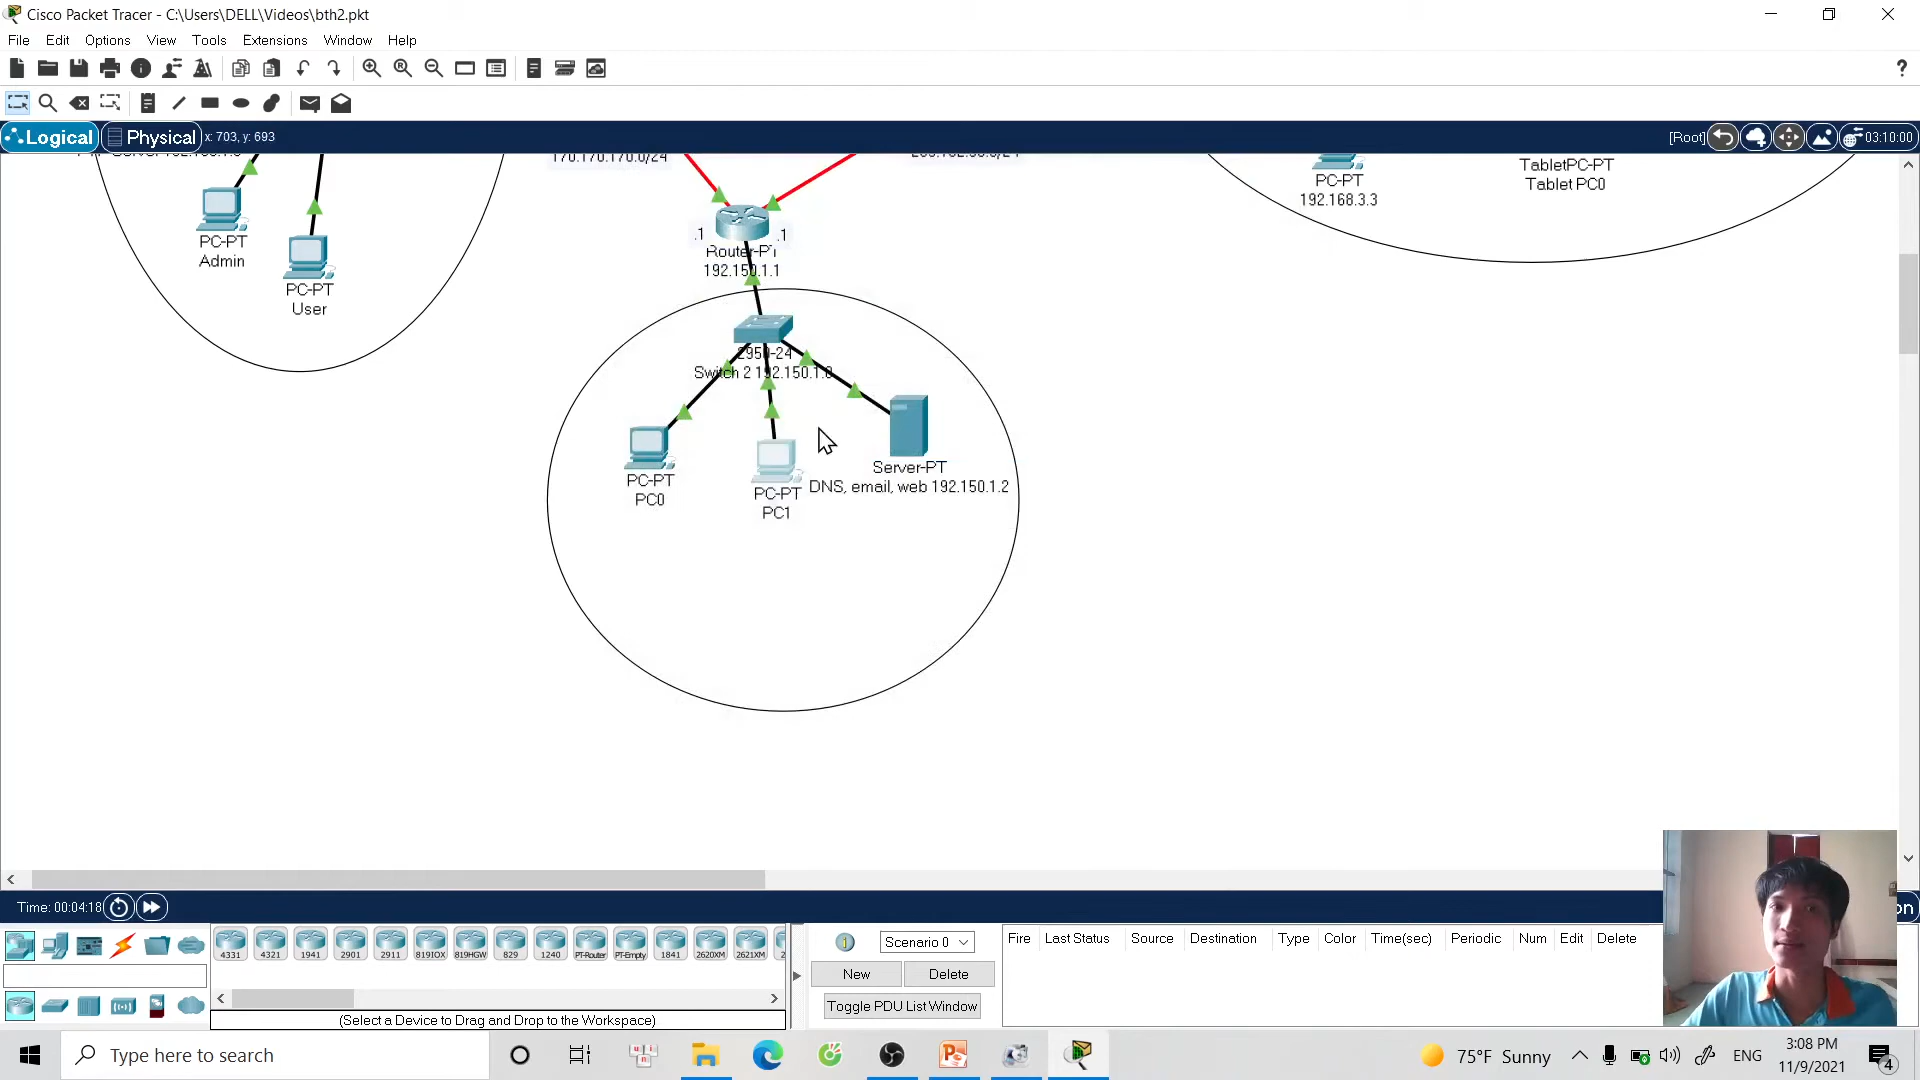 Cisco Packet Tracer - C:\Users\DELL\Videos\bth2.pkt
File Edit Options View Tools Extensions Window Help
?
Logical Physical x: 703, y: 693
[Root] 03:10:00
170.170.170.0/24
TabletPC-PT
Tablet PC0
PC-PT
192.168.3.3
PC-PT
Admin
PC-PT
User
.1 .1
Router-PT
192.150.1.1
2950-24
Switch 2 192.150.1.0
PC-PT
PC0
PC-PT
PC1
Server-PT
DNS, email, web 192.150.1.2
Time: 00:04:18
4331 4321 1941 2901 2911 819IOX 819HGW 829 1240 PT-Router PT-Empty 1841 2620XM 2621XM
(Select a Device to Drag and Drop to the Workspace)
Scenario 0
New Delete
Toggle PDU List Window
Fire Last Status Source Destination Type Color Time(sec) Periodic Num Edit Delete
on
Type here to search
75°F Sunny
ENG
3:08 PM
11/9/2021
4